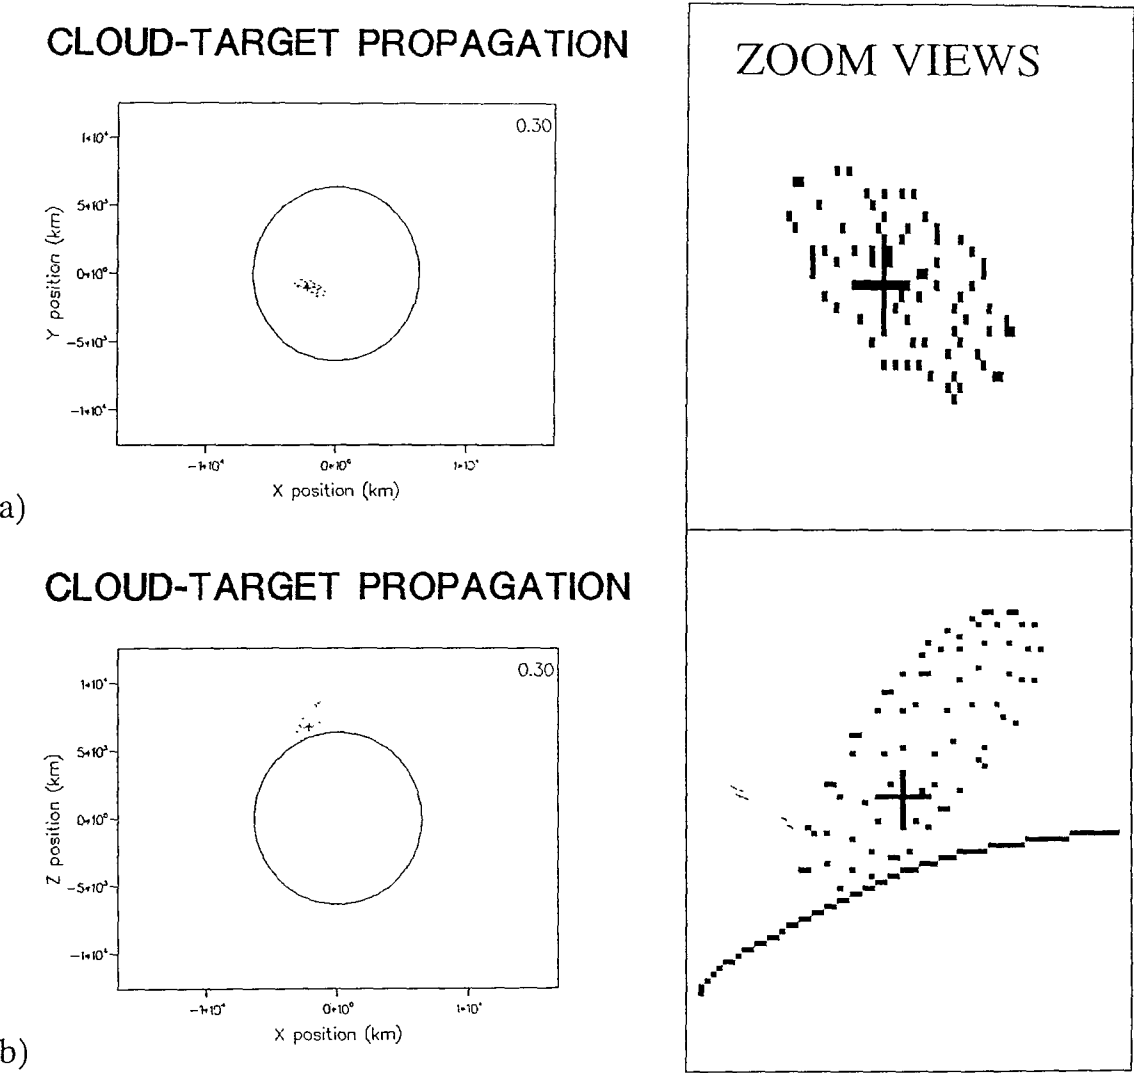 CLOUD-TARGET PROPAGATION
ZOOM VIEWS
0.30
1*10⁴
5*10³
0*10⁰
-5*10³
-1*10⁴
Y position (km)
-1*10⁴
0*10⁰
1*10⁴
X position (km)
a)
CLOUD-TARGET PROPAGATION
0.30
1*10⁴
5*10³
0*10⁰
-5*10³
-1*10⁴
Z position (km)
-1*10⁴
0*10⁰
1*10⁴
X position (km)
b)